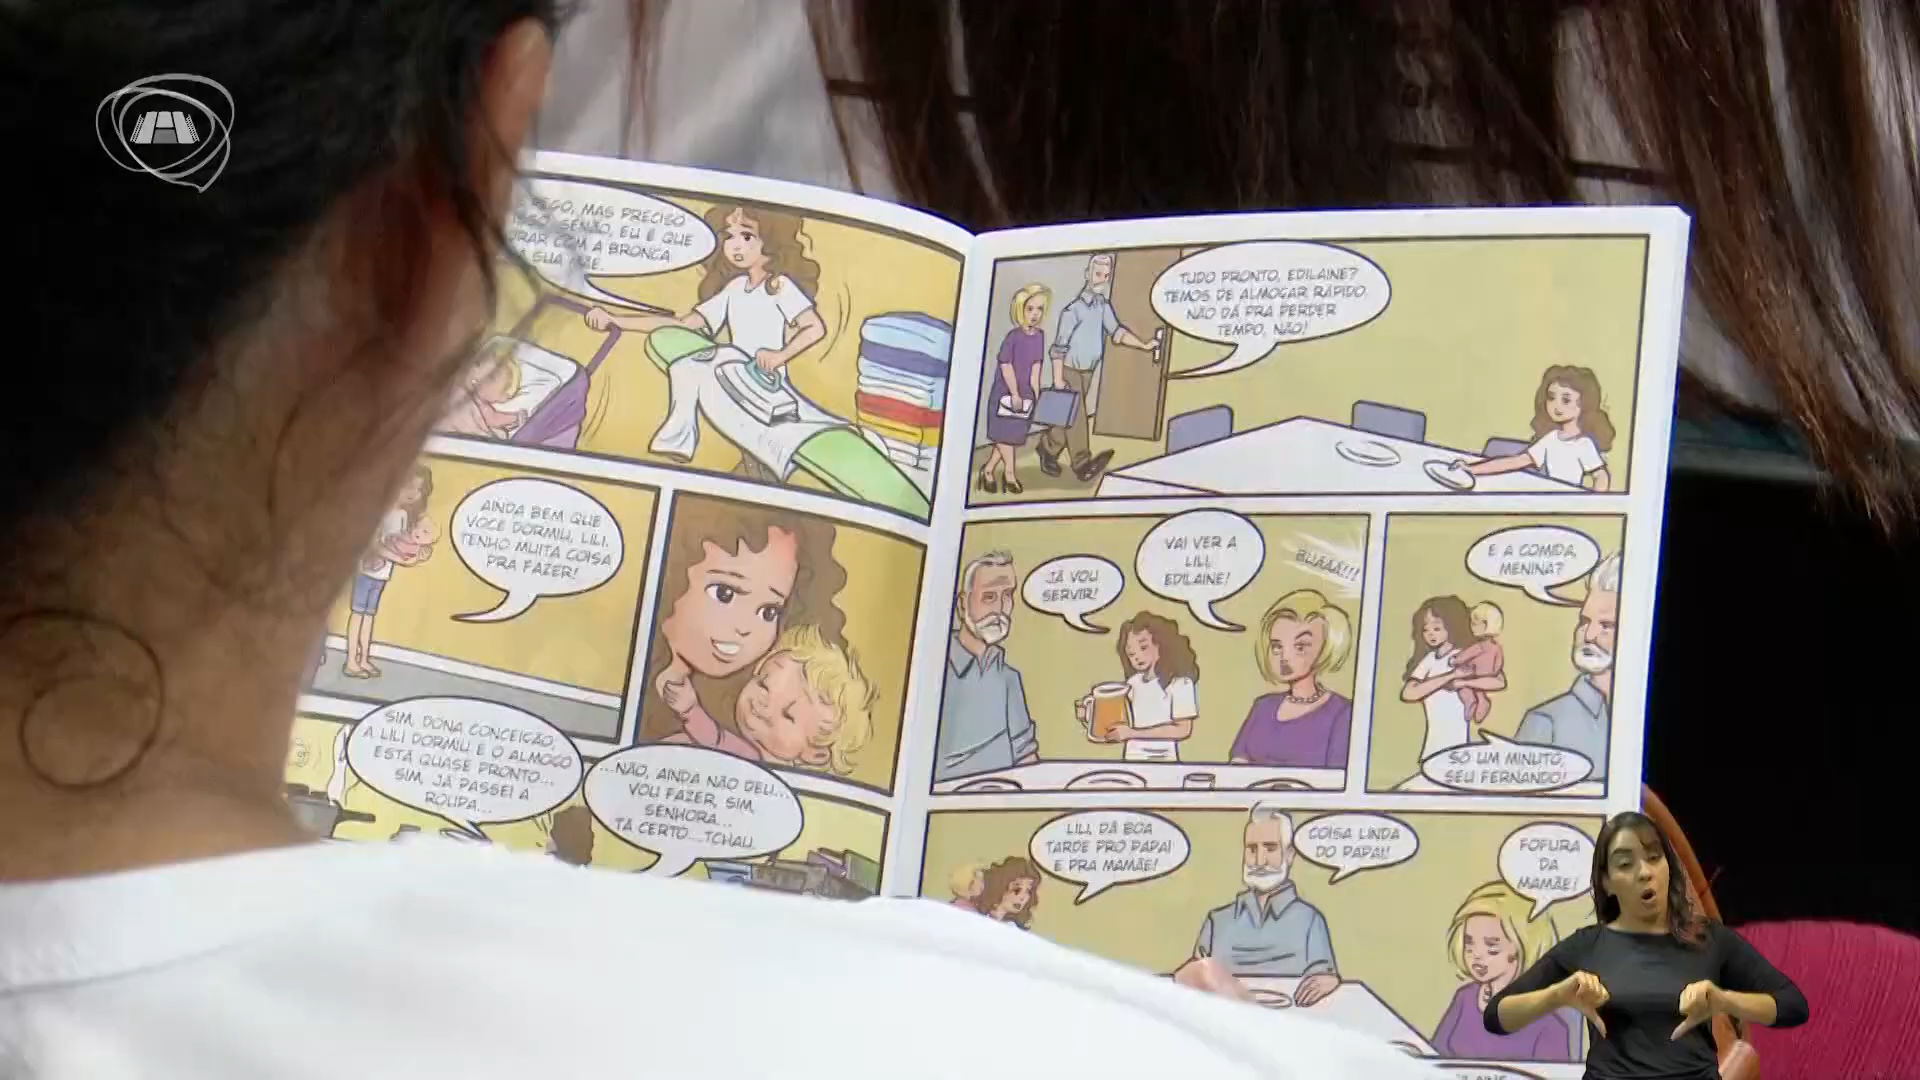 PEGO, MAS PRECISO
ISSO, SENÃO, EU É QUE
COM A BRONCA
SUA MÃE.
AINDA BEM QUE
VOCÊ DORMIU, LILI.
TENHO MUITA COISA
PRA FAZER!
SIM, DONA CONCEIÇÃO,
A LILI DORMIU E O ALMOÇO
ESTÁ QUASE PRONTO...
SIM, JÁ PASSEI A
ROUPA...
...NÃO, AINDA NÃO DEU...
VOU FAZER, SIM,
SENHORA...
TÁ CERTO...TCHAU.
TUDO PRONTO, EDILAINE?
TEMOS DE ALMOÇAR RÁPIDO.
NÃO DÁ PRA PERDER
TEMPO, NÃO!
JÁ VOU
SERVIR!
VAI VER A
LILI,
EDILAINE!
BUÁÁÁ!!!
E A COMIDA,
MENINA?
SÓ UM MINUTO,
SEU FERNANDO!
LILI, DÁ BOA
TARDE PRO PAPAI
E PRA MAMÃE!
COISA LINDA
DO PAPAI!
FOFURA
DA
MAMÃE!